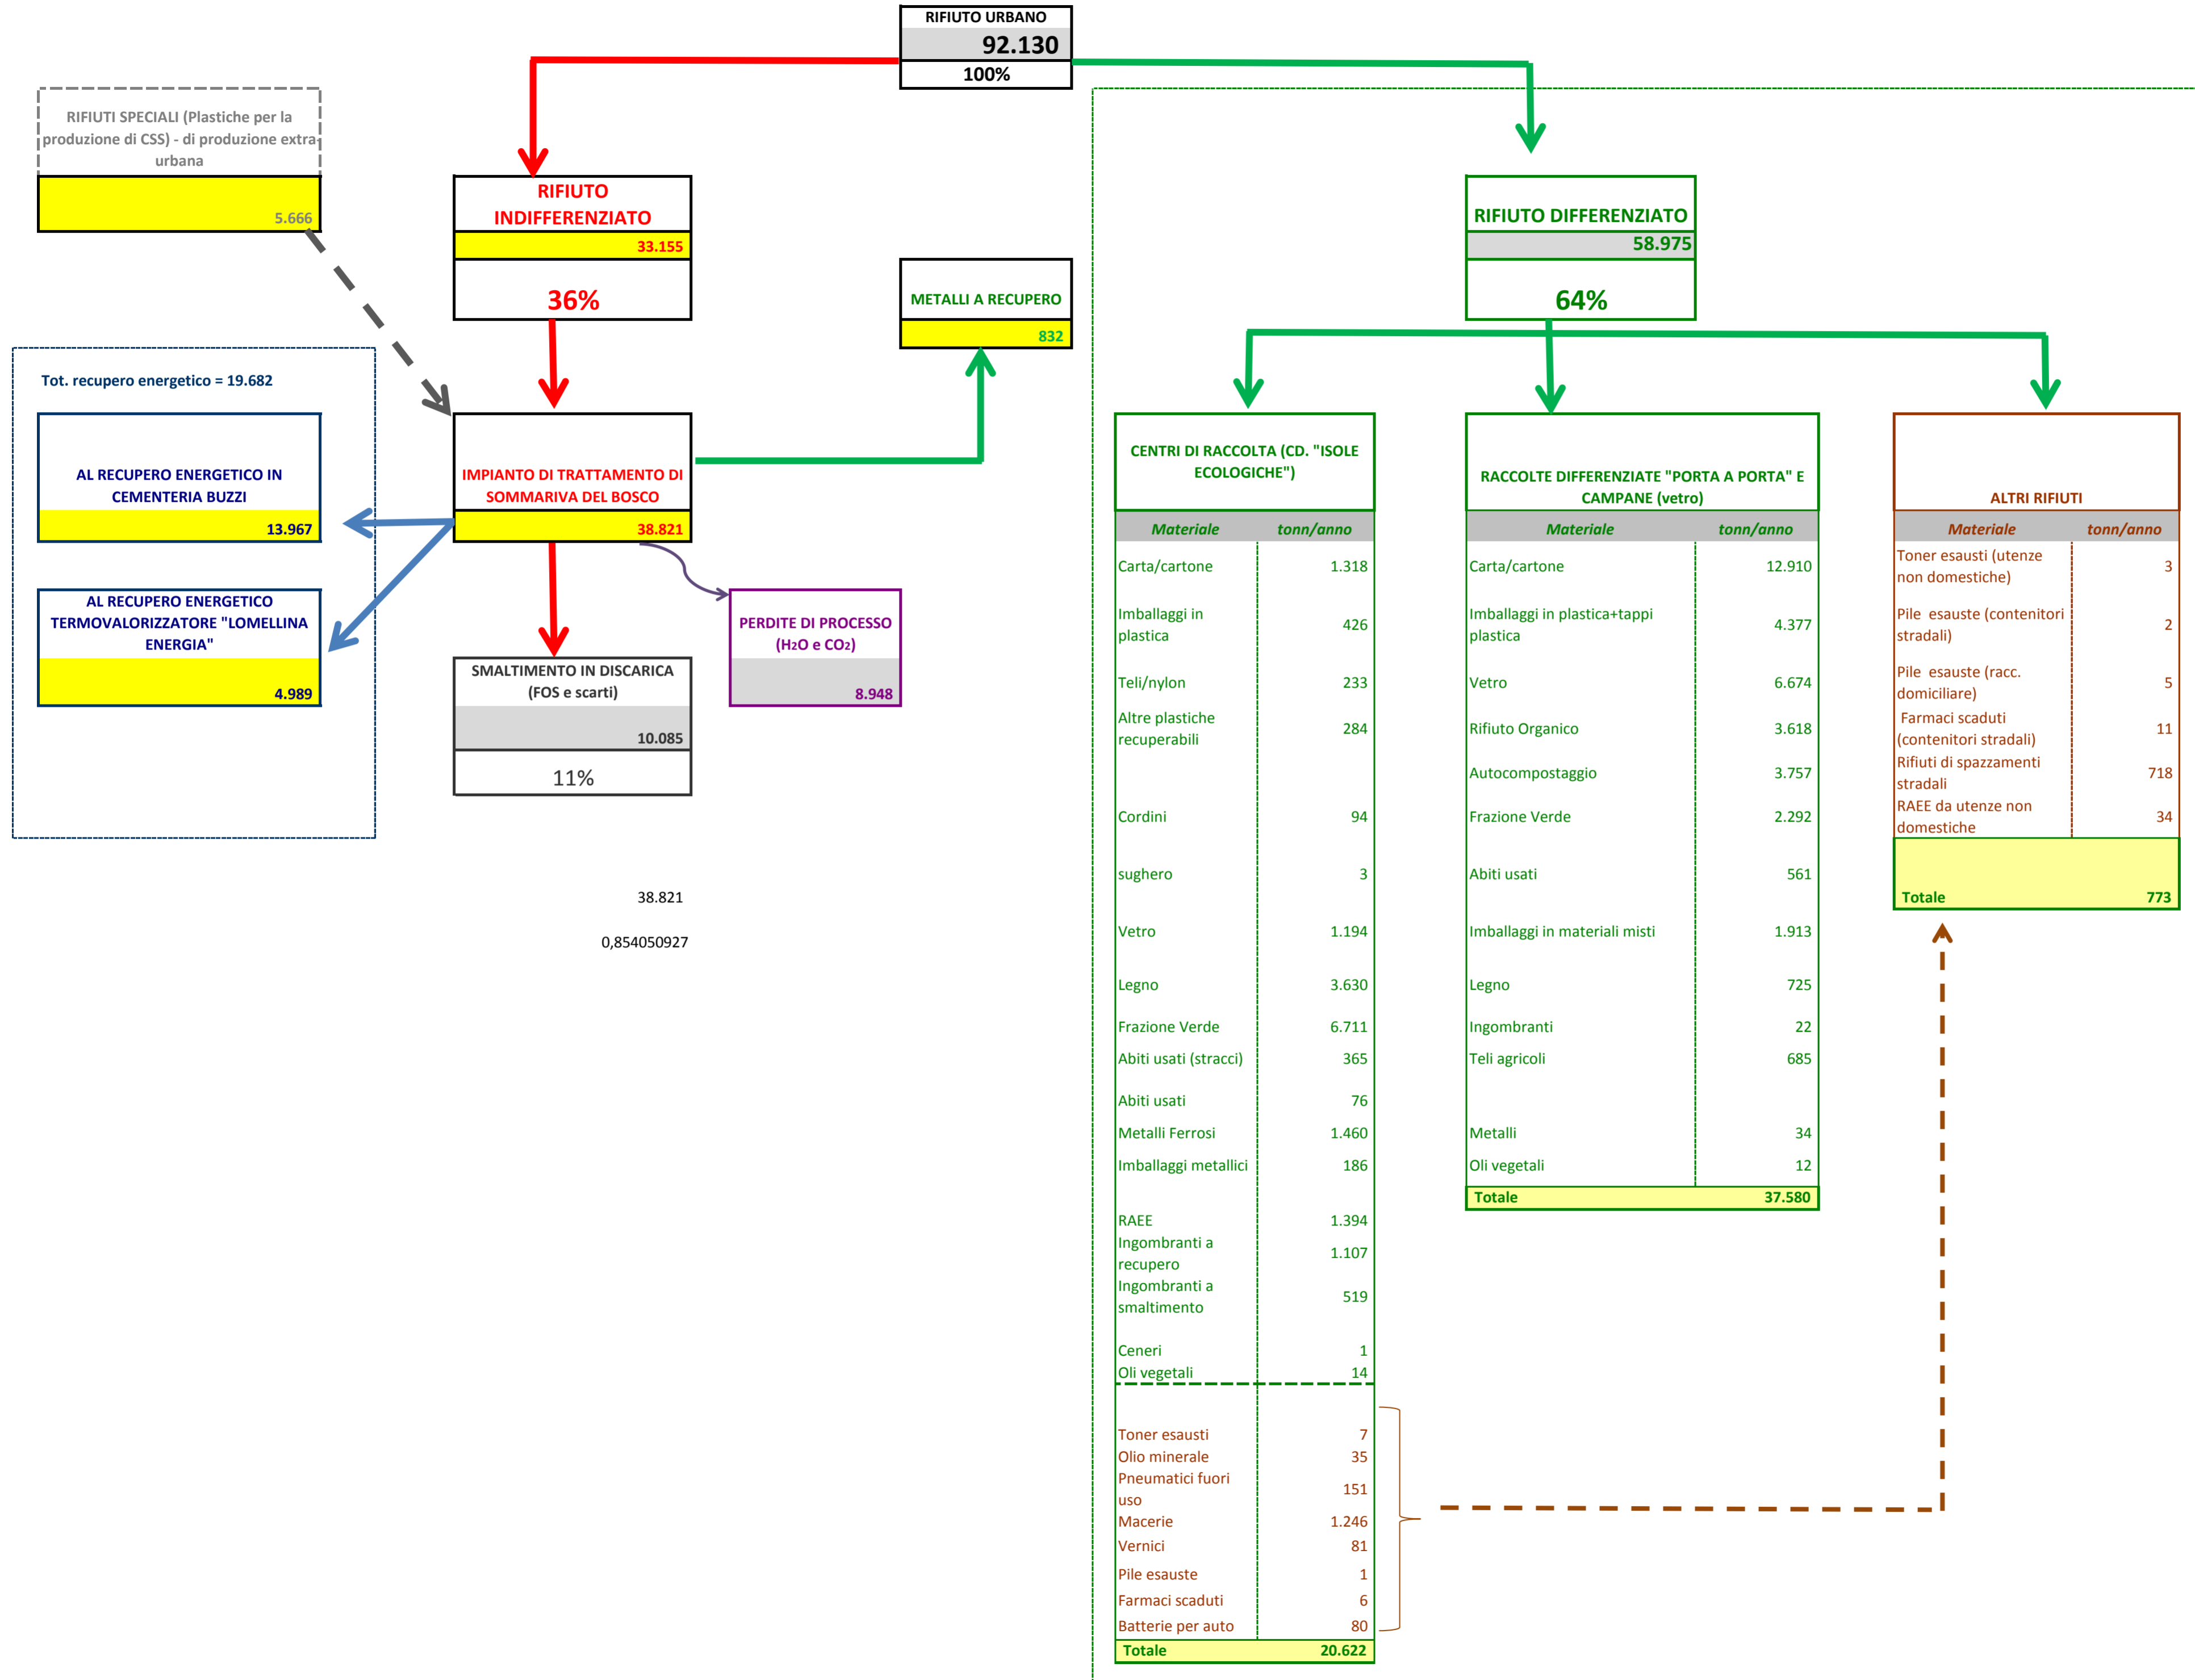 RIFIUTO URBANO
92.130
100%
RIFIUTI SPECIALI (Plastiche per la
produzione di CSS) - di produzione extra-
urbana
5.666
RIFIUTO
INDIFFERENZIATO
33.155
36%
METALLI A RECUPERO
832
RIFIUTO DIFFERENZIATO
58.975
64%
Tot. recupero energetico = 19.682
AL RECUPERO ENERGETICO IN
CEMENTERIA BUZZI
13.967
AL RECUPERO ENERGETICO
TERMOVALORIZZATORE "LOMELLINA
ENERGIA"
4.989
IMPIANTO DI TRATTAMENTO DI
SOMMARIVA DEL BOSCO
38.821
PERDITE DI PROCESSO
(H2O e CO2)
8.948
SMALTIMENTO IN DISCARICA
(FOS e scarti)
10.085
11%
38.821
0,854050927
CENTRI DI RACCOLTA (CD. "ISOLE
ECOLOGICHE")
Materiale tonn/anno
Carta/cartone 1.318
Imballaggi in
plastica 426
Teli/nylon 233
Altre plastiche
recuperabili 284
Cordini 94
sughero 3
Vetro 1.194
Legno 3.630
Frazione Verde 6.711
Abiti usati (stracci) 365
Abiti usati 76
Metalli Ferrosi 1.460
Imballaggi metallici 186
RAEE 1.394
Ingombranti a
recupero 1.107
Ingombranti a
smaltimento 519
Ceneri 1
Oli vegetali 14
Toner esausti 7
Olio minerale 35
Pneumatici fuori
uso 151
Macerie 1.246
Vernici 81
Pile esauste 1
Farmaci scaduti 6
Batterie per auto 80
Totale 20.622
RACCOLTE DIFFERENZIATE "PORTA A PORTA" E
CAMPANE (vetro)
Materiale tonn/anno
Carta/cartone 12.910
Imballaggi in plastica+tappi
plastica 4.377
Vetro 6.674
Rifiuto Organico 3.618
Autocompostaggio 3.757
Frazione Verde 2.292
Abiti usati 561
Imballaggi in materiali misti 1.913
Legno 725
Ingombranti 22
Teli agricoli 685
Metalli 34
Oli vegetali 12
Totale 37.580
ALTRI RIFIUTI
Materiale tonn/anno
Toner esausti (utenze
non domestiche) 3
Pile esauste (contenitori
stradali) 2
Pile esauste (racc.
domiciliare) 5
Farmaci scaduti
(contenitori stradali) 11
Rifiuti di spazzamenti
stradali 718
RAEE da utenze non
domestiche 34
Totale 773